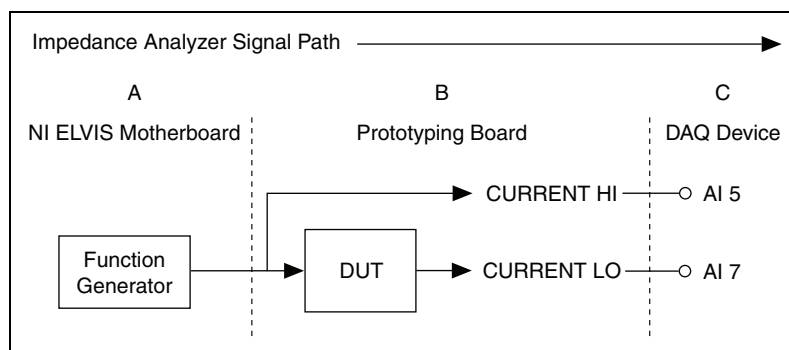 Impedance Analyzer Signal Path
A B C
NI ELVIS Motherboard Prototyping Board DAQ Device
CURRENT HI AI 5
Function
Generator
DUT CURRENT LO AI 7